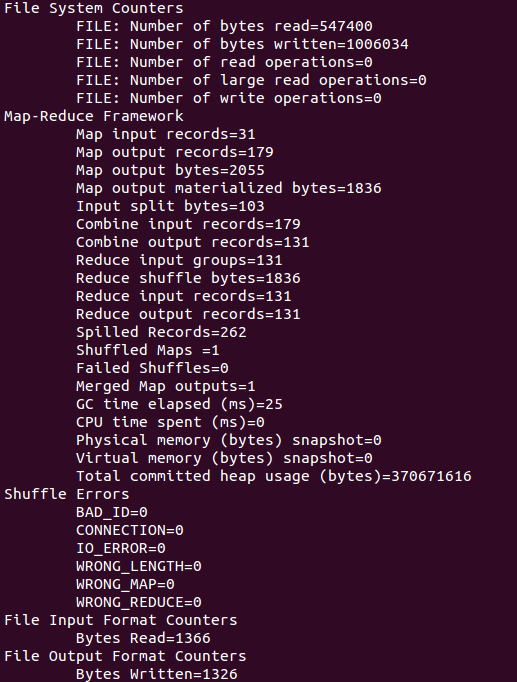 File System Counters
FILE: Number of bytes read=547400
FILE: Number of bytes written=1006034
FILE: Number of read operations=0
FILE: Number of large read operations=0
FILE: Number of write operations=0
Map-Reduce Framework
Map input records=31
Map output records=179
Map output bytes=2055
Map output materialized bytes=1836
Input split bytes=103
Combine input records=179
Combine output records=131
Reduce input groups=131
Reduce shuffle bytes=1836
Reduce input records=131
Reduce output records=131
Spilled Records=262
Shuffled Maps =1
Failed Shuffles=0
Merged Map outputs=1
GC time elapsed (ms)=25
CPU time spent (ms)=0
Physical memory (bytes) snapshot=0
Virtual memory (bytes) snapshot=0
Total committed heap usage (bytes)=370671616
Shuffle Errors
BAD_ID=0
CONNECTION=0
IO_ERROR=0
WRONG_LENGTH=0
WRONG_MAP=0
WRONG_REDUCE=0
File Input Format Counters
Bytes Read=1366
File Output Format Counters
Bytes Written=1326